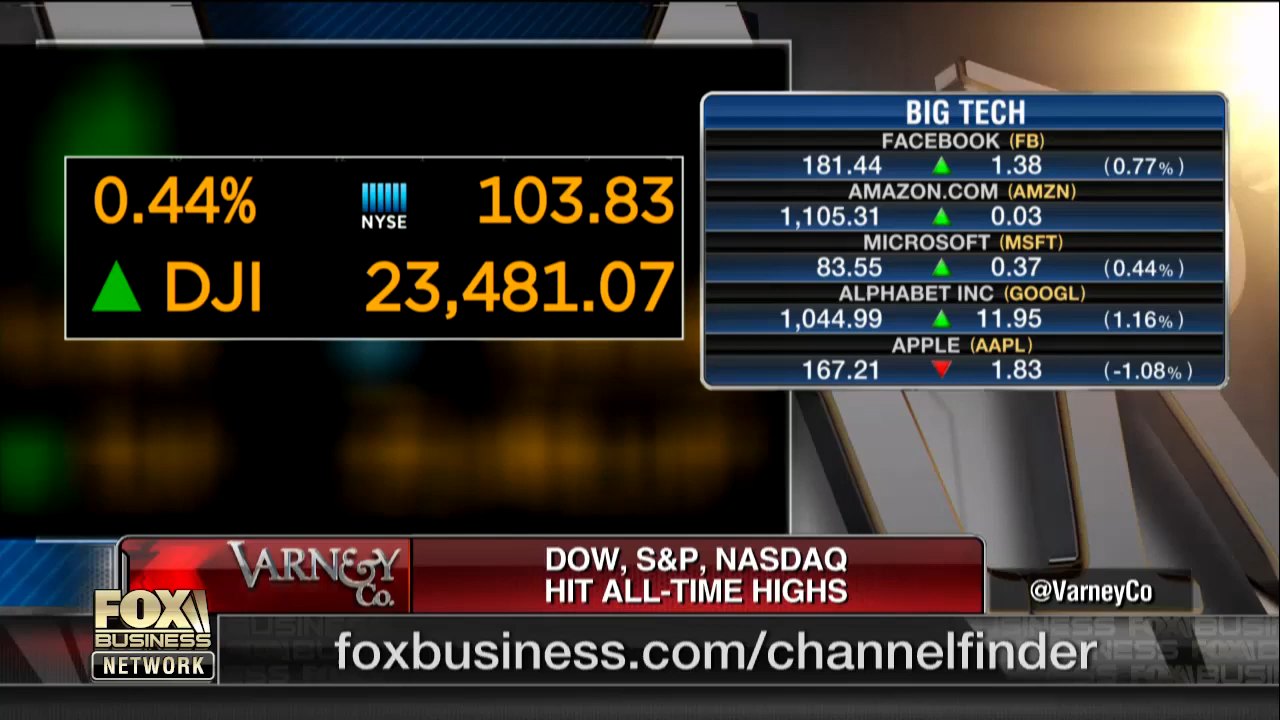 0.44% NYSE 103.83
▲ DJI 23,481.07
BIG TECH
FACEBOOK (FB)
181.44 ▲ 1.38 (0.77%)
AMAZON.COM (AMZN)
1,105.31 ▲ 0.03
MICROSOFT (MSFT)
83.55 ▲ 0.37 (0.44%)
ALPHABET INC (GOOGL)
1,044.99 ▲ 11.95 (1.16%)
APPLE (AAPL)
167.21 ▼ 1.83 (-1.08%)
VARNEY & Co.
DOW, S&P, NASDAQ
HIT ALL-TIME HIGHS
@VarneyCo
FOX
BUSINESS
NETWORK
foxbusiness.com/channelfinder